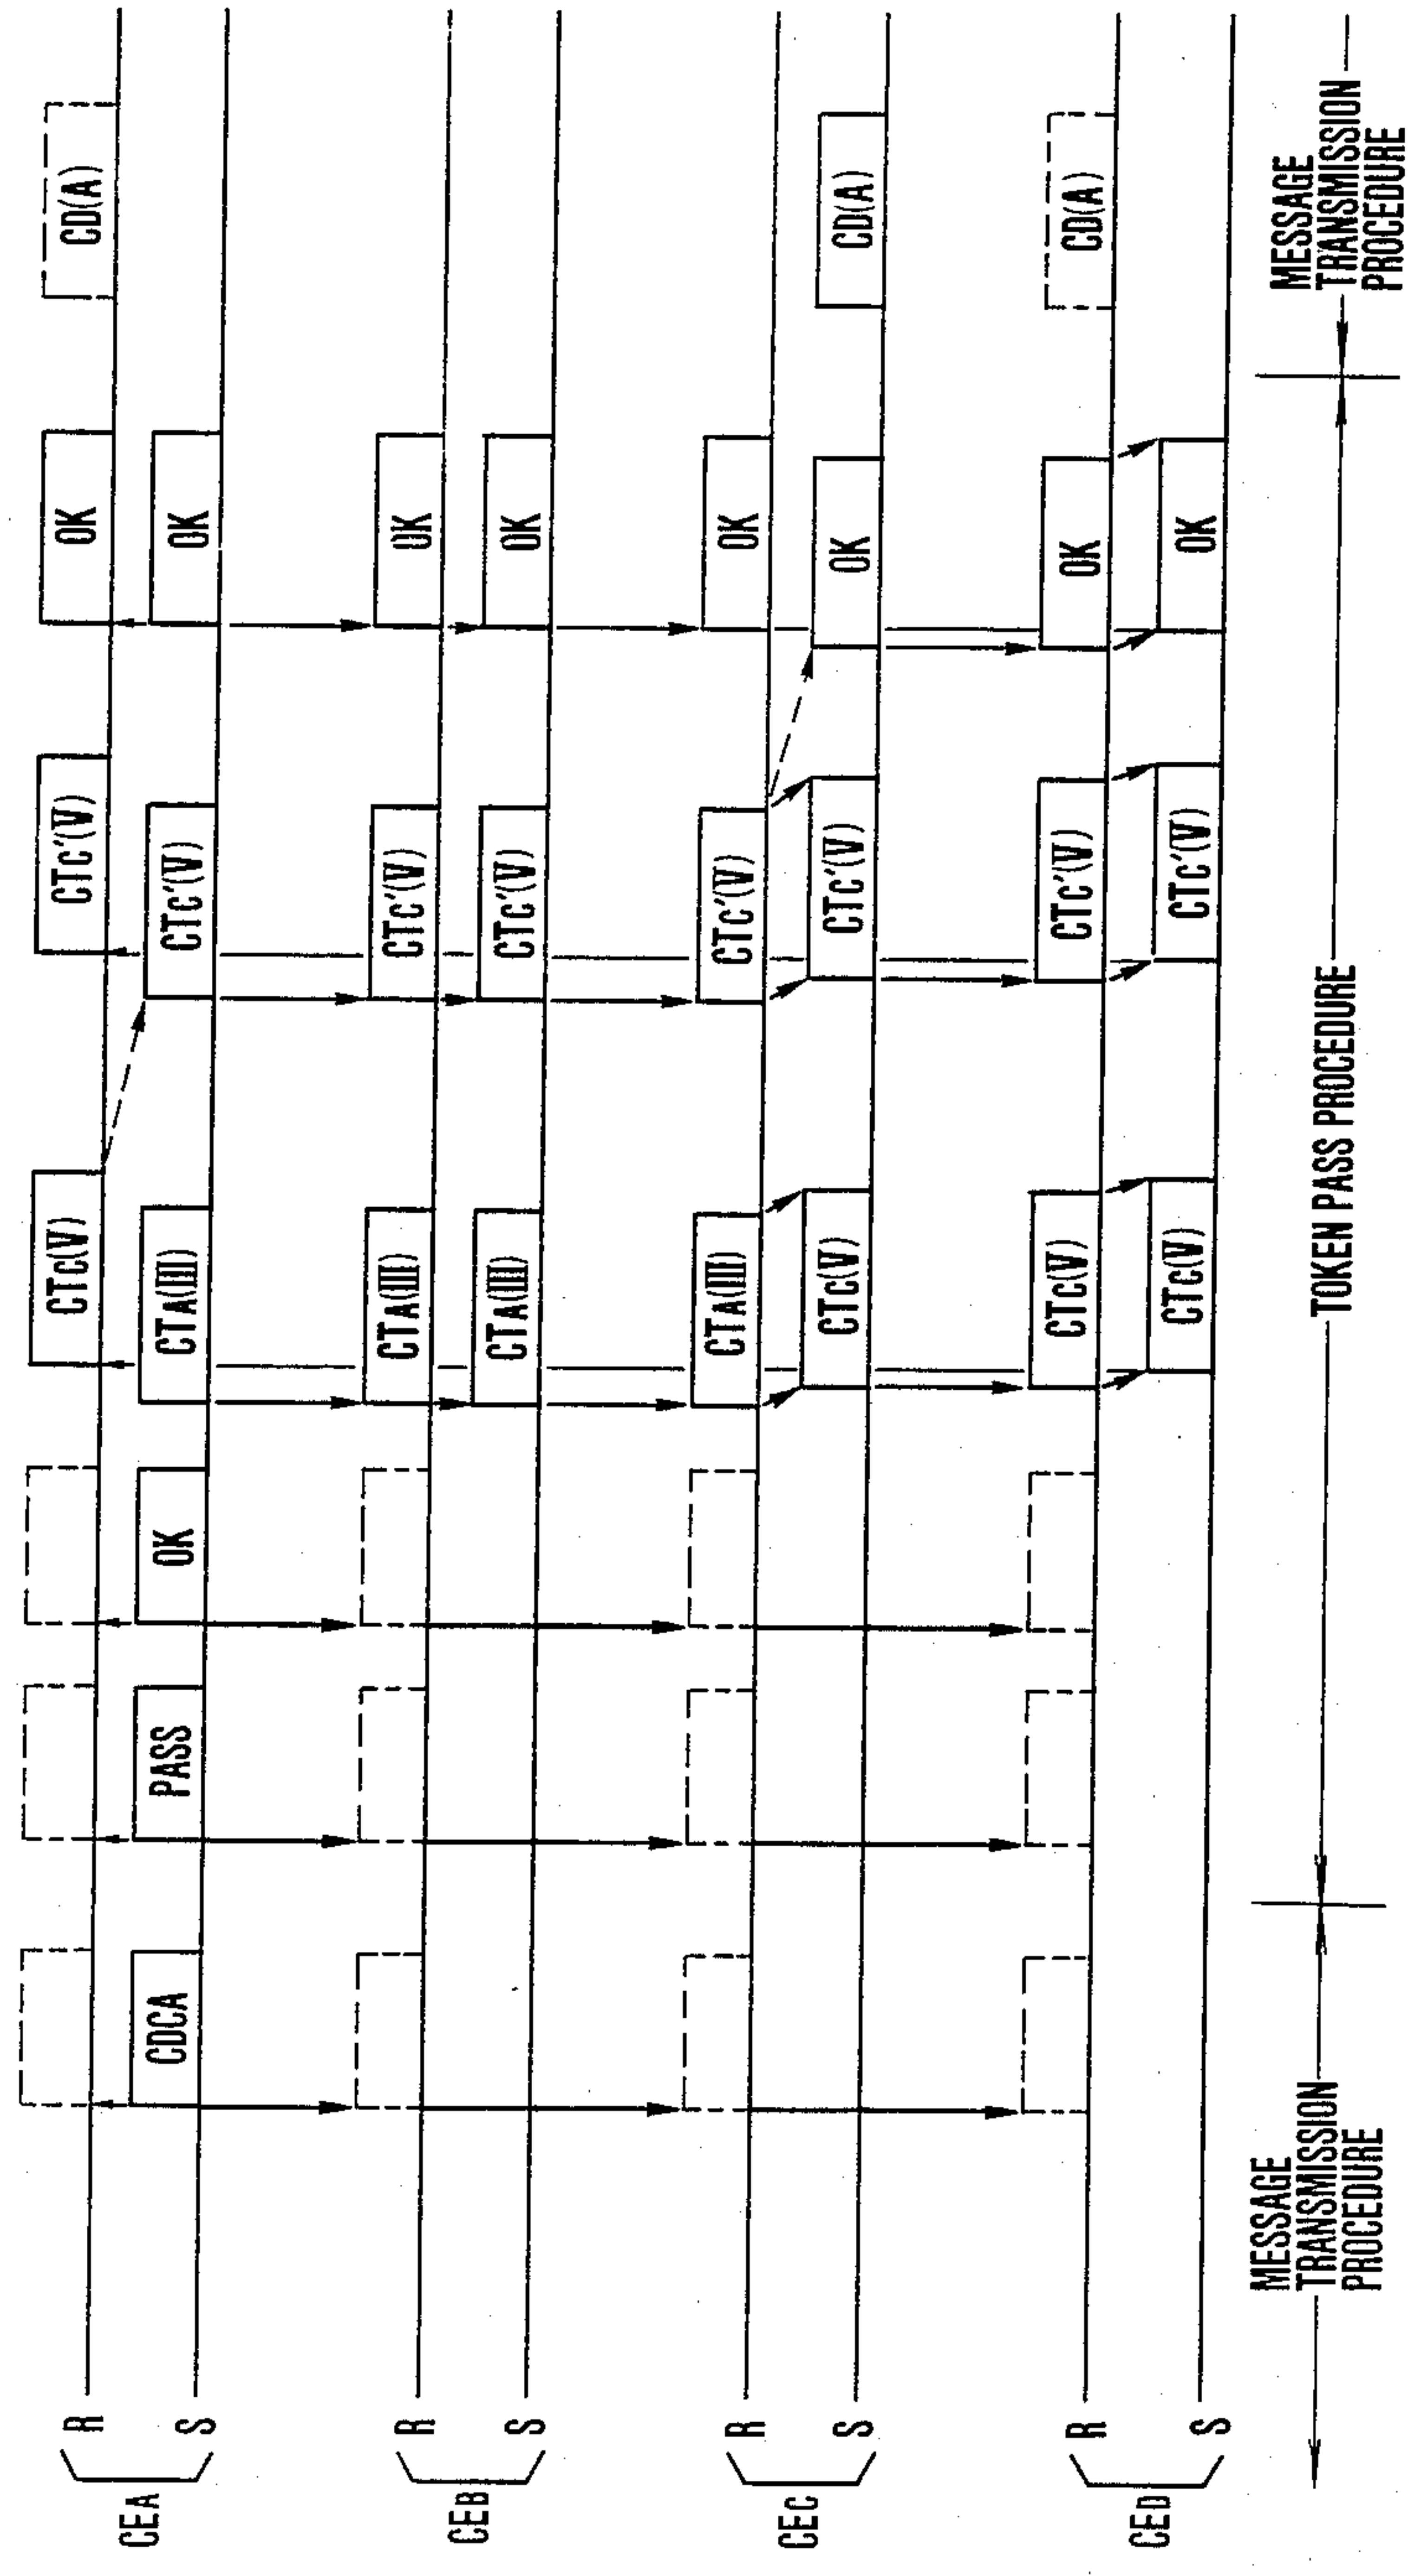 CEA
R
CTC(V)
CTC'(V)
OK
CD(A)
S
CDCA
PASS
OK
CTA(III)
CTC'(V)
OK
CEB
R
CTA(III)
CTC'(V)
OK
S
CTA(III)
CTC'(V)
OK
CEC
R
CTA(III)
CTC'(V)
OK
S
CTC(V)
CTC'(V)
OK
CD(A)
CED
R
CTC(V)
CTC'(V)
OK
CD(A)
S
CTC(V)
CTC'(V)
OK
MESSAGE
TRANSMISSION
PROCEDURE
TOKEN PASS PROCEDURE
MESSAGE
TRANSMISSION
PROCEDURE